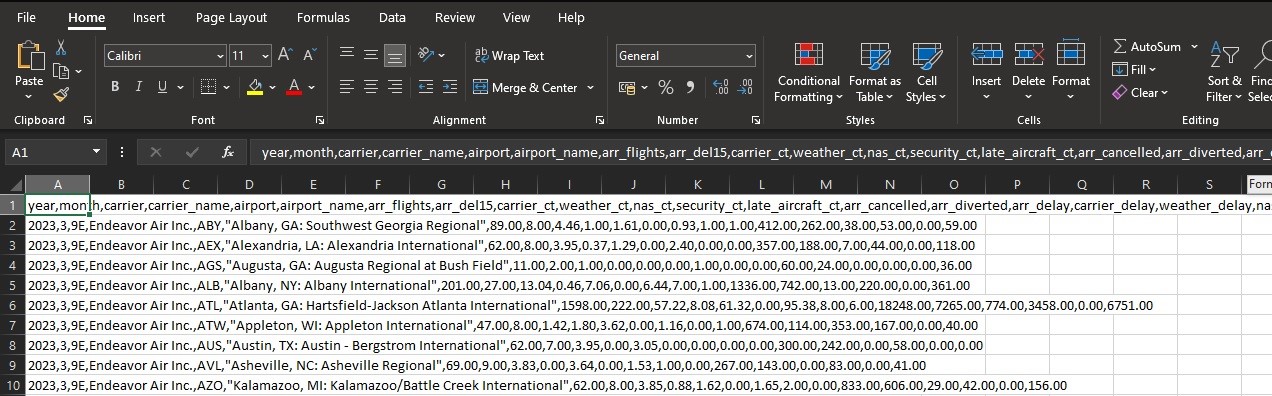 File Home Insert Page Layout Formulas Data Review View Help
Calibri 11 A^ A˅ Wrap Text General AutoSum
Paste Conditional Format as Cell Insert Delete Format Fill Sort &
B I U A Merge & Center % 9 .00 .00 Formatting Table Styles Clear Filter
Clipboard Font Alignment Number Styles Cells Editing
A1 fx year,month,carrier,carrier_name,airport,airport_name,arr_flights,arr_del15,carrier_ct,weather_ct,nas_ct,security_ct,late_aircraft_ct,arr_cancelled,arr_diverted,arr_
A B C D E F G H I J K L M N O P Q R S
1 year,month,carrier,carrier_name,airport,airport_name,arr_flights,arr_del15,carrier_ct,weather_ct,nas_ct,security_ct,late_aircraft_ct,arr_cancelled,arr_diverted,arr_delay,carrier_delay,weather_delay,nas
2 2023,3,9E,Endeavor Air Inc.,ABY,"Albany, GA: Southwest Georgia Regional",89.00,8.00,4.46,1.00,1.61,0.00,0.93,1.00,1.00,412.00,262.00,38.00,53.00,0.00,59.00
3 2023,3,9E,Endeavor Air Inc.,AEX,"Alexandria, LA: Alexandria International",62.00,8.00,3.95,0.37,1.29,0.00,2.40,0.00,0.00,357.00,188.00,7.00,44.00,0.00,118.00
4 2023,3,9E,Endeavor Air Inc.,AGS,"Augusta, GA: Augusta Regional at Bush Field",11.00,2.00,1.00,0.00,0.00,0.00,1.00,0.00,0.00,60.00,24.00,0.00,0.00,0.00,36.00
5 2023,3,9E,Endeavor Air Inc.,ALB,"Albany, NY: Albany International",201.00,27.00,13.04,0.46,7.06,0.00,6.44,7.00,1.00,1336.00,742.00,13.00,220.00,0.00,361.00
6 2023,3,9E,Endeavor Air Inc.,ATL,"Atlanta, GA: Hartsfield-Jackson Atlanta International",1598.00,222.00,57.22,8.08,61.32,0.00,95.38,8.00,6.00,18248.00,7265.00,774.00,3458.00,0.00,6751.00
7 2023,3,9E,Endeavor Air Inc.,ATW,"Appleton, WI: Appleton International",47.00,8.00,1.42,1.80,3.62,0.00,1.16,0.00,1.00,674.00,114.00,353.00,167.00,0.00,40.00
8 2023,3,9E,Endeavor Air Inc.,AUS,"Austin, TX: Austin - Bergstrom International",62.00,7.00,3.95,0.00,3.05,0.00,0.00,0.00,0.00,300.00,242.00,0.00,58.00,0.00,0.00
9 2023,3,9E,Endeavor Air Inc.,AVL,"Asheville, NC: Asheville Regional",69.00,9.00,3.83,0.00,3.64,0.00,1.53,1.00,0.00,267.00,143.00,0.00,83.00,0.00,41.00
10 2023,3,9E,Endeavor Air Inc.,AZO,"Kalamazoo, MI: Kalamazoo/Battle Creek International",62.00,8.00,3.85,0.88,1.62,0.00,1.65,2.00,0.00,833.00,606.00,29.00,42.00,0.00,156.00